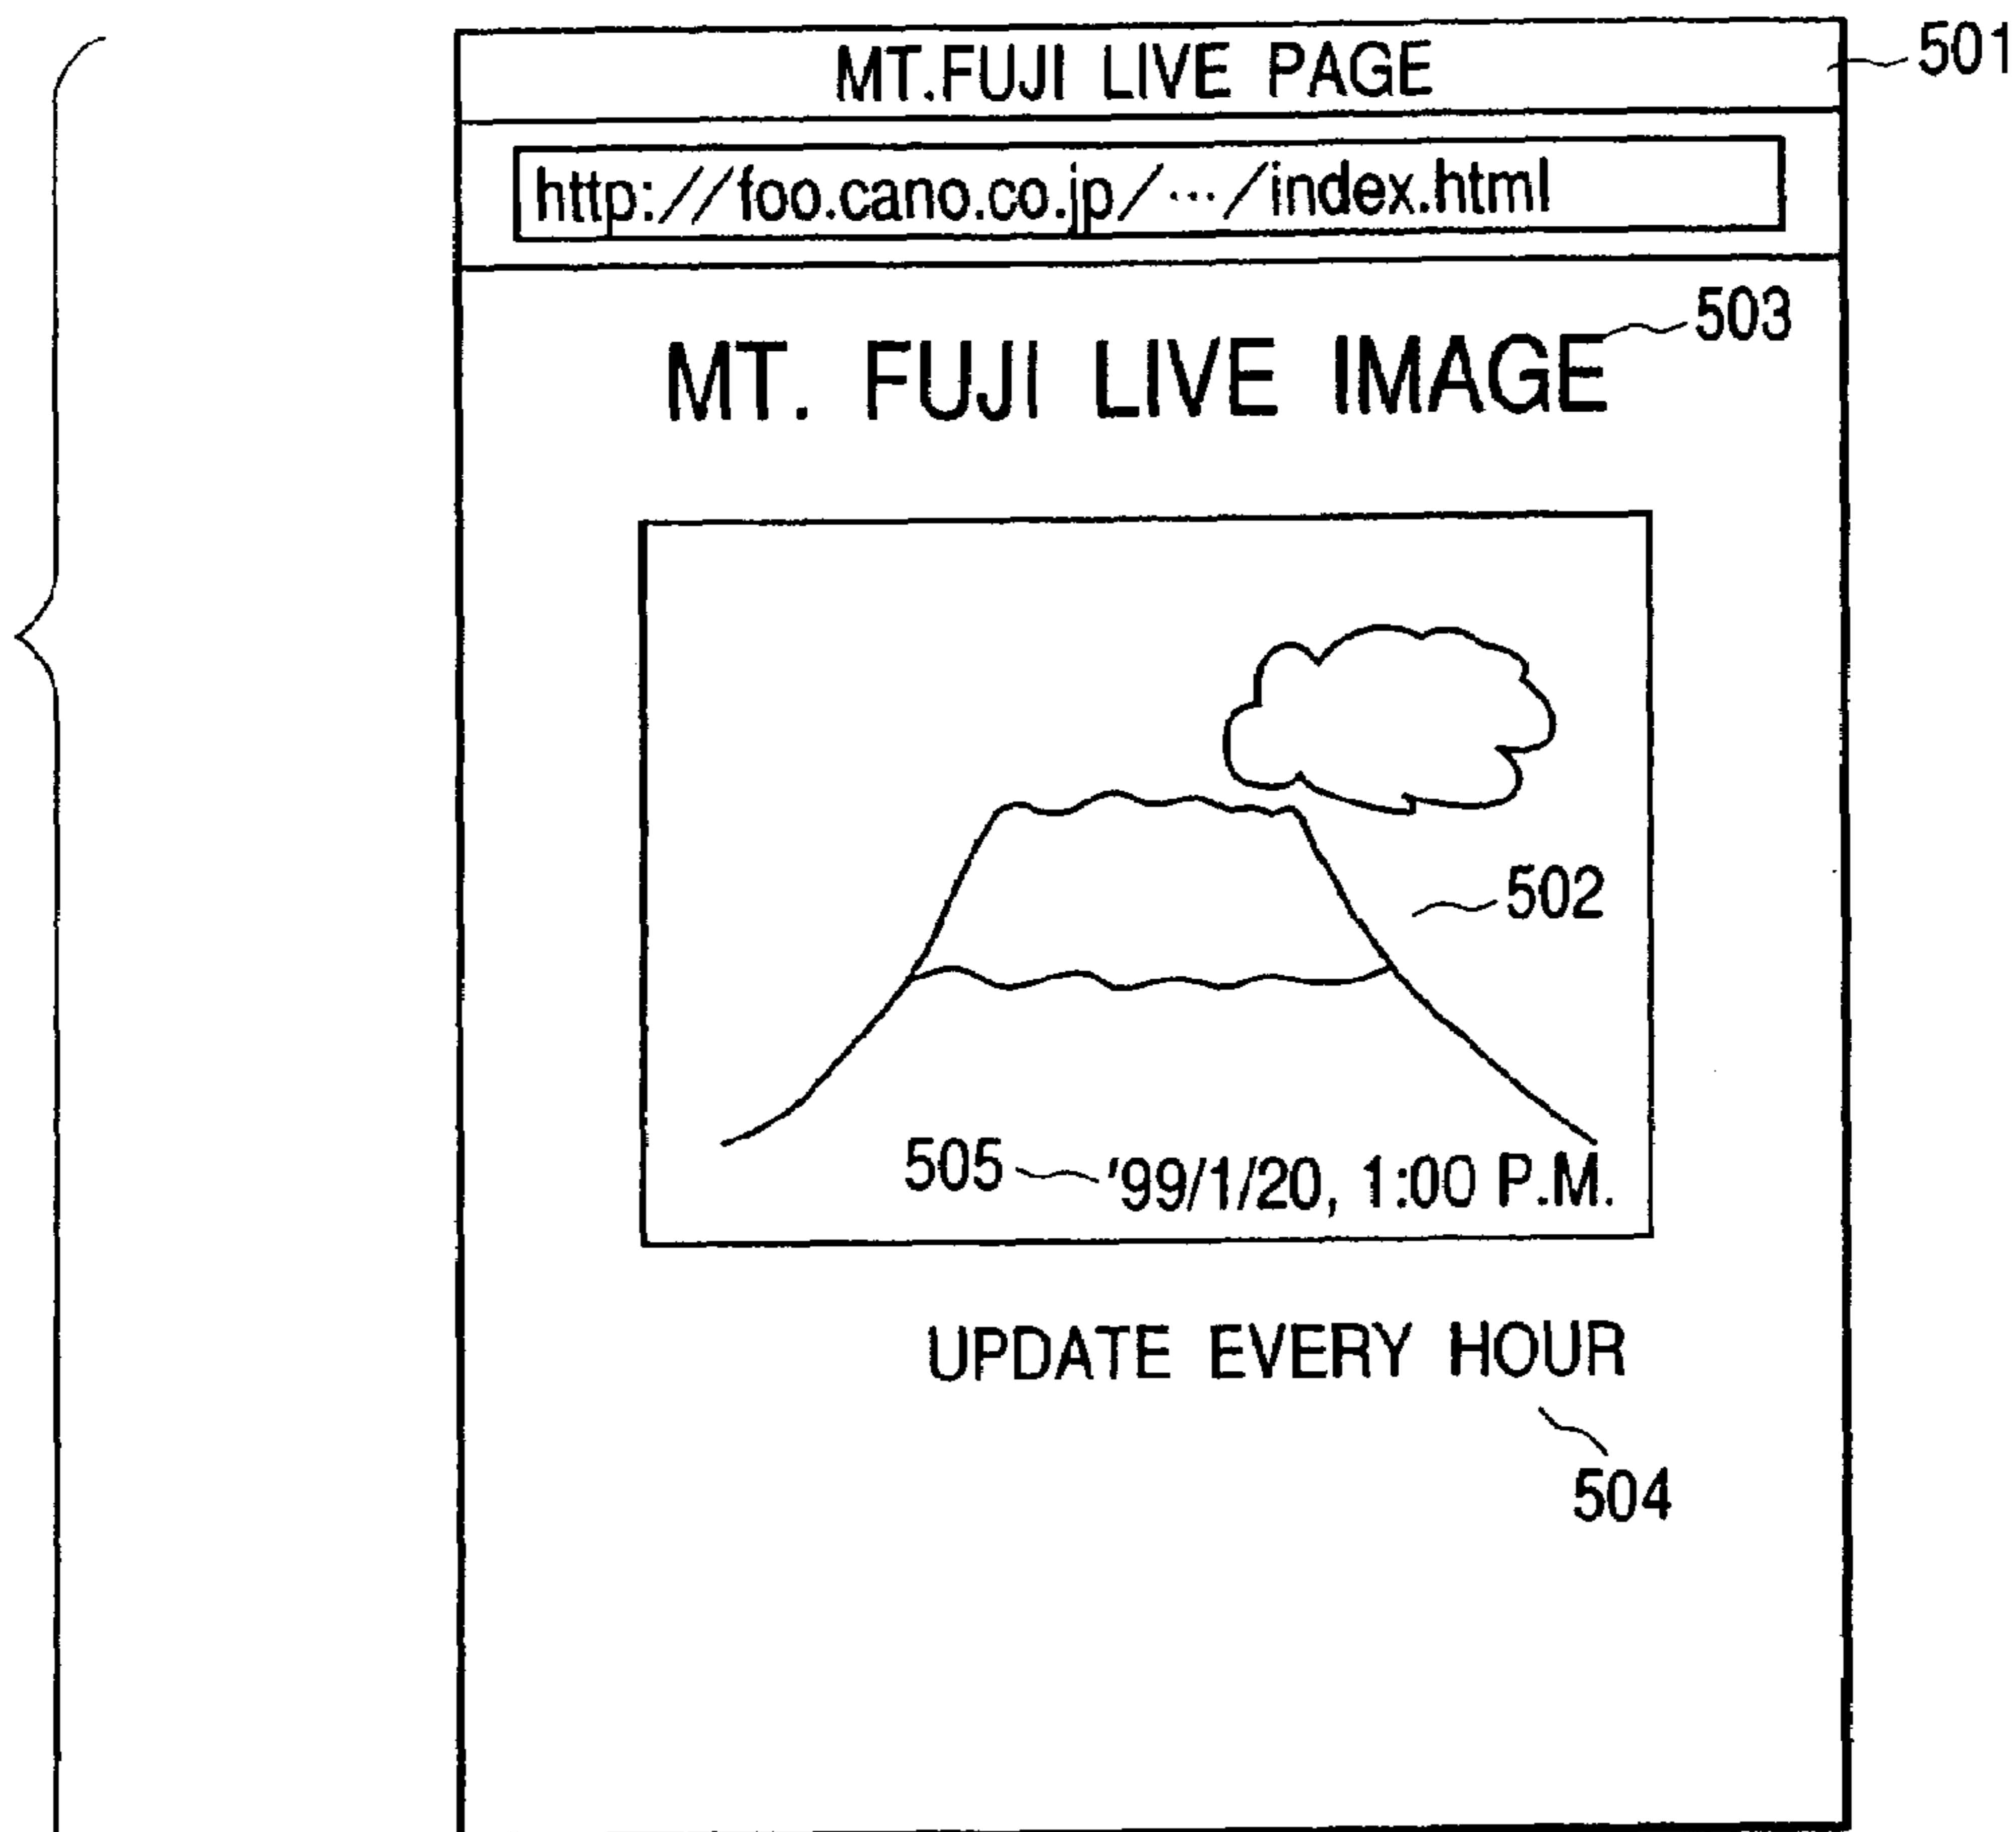 MT.FUJI LIVE PAGE
501
http://foo.cano.co.jp/···/index.html
503
MT. FUJI LIVE IMAGE
502
505
'99/1/20, 1:00 P.M.
UPDATE EVERY HOUR
504